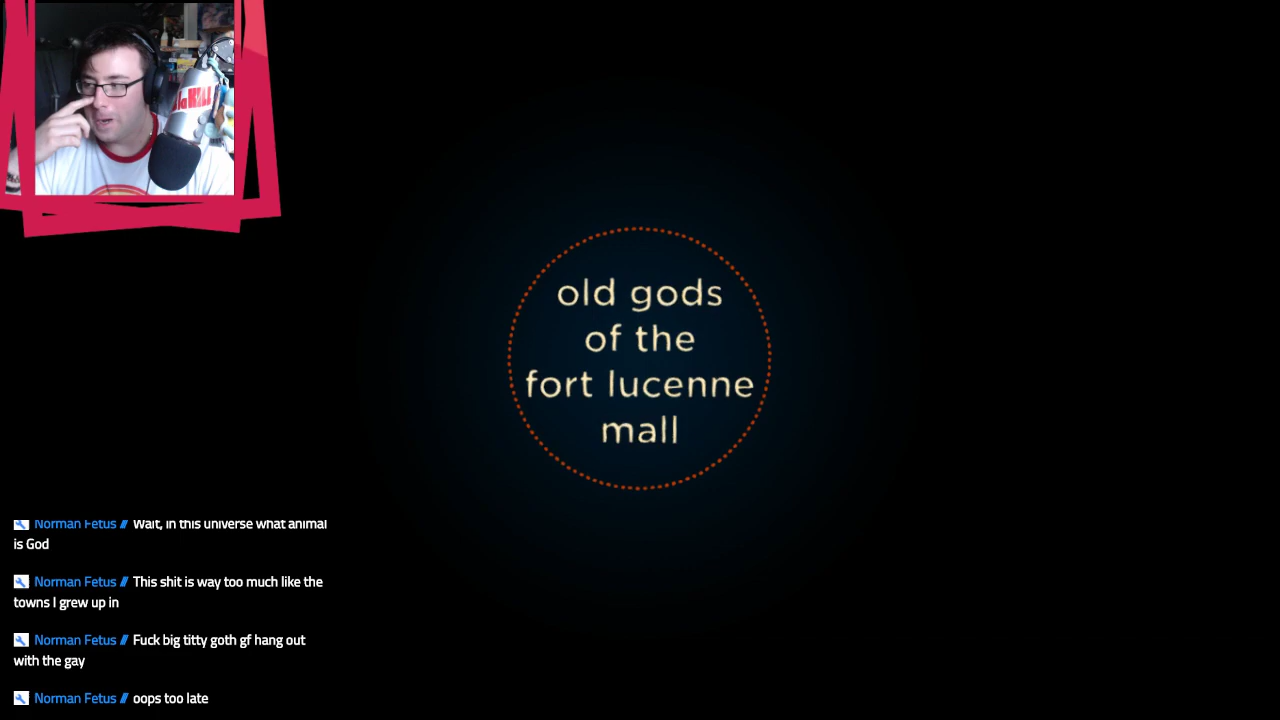 old gods
of the
fort lucenne
mall
Norman Fetus // Wait, in this universe what animal
is God
Norman Fetus // This shit is way too much like the
towns I grew up in
Norman Fetus // Fuck big titty goth gf hang out
with the gay
Norman Fetus // oops too late